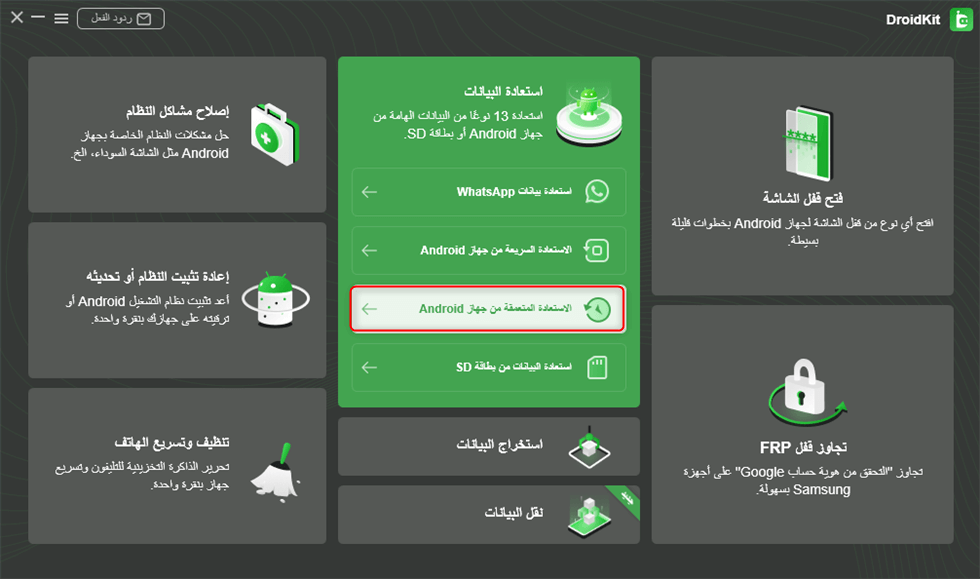 DroidKit
ردود الفعل
فتح قفل الشاشة
افتح أي نوع من قفل الشاشة لجهاز Android بخطوات قليلة
بسيطة.
تجاوز قفل FRP
تجاوز "التحقق من هوية حساب Google" على أجهزة
Samsung بسهولة.
استعادة البيانات
استعادة 13 نوعًا من البيانات الهامة من
جهاز Android أو بطاقة SD.
استعادة بيانات WhatsApp
الاستعادة السريعة من جهاز Android
الاستعادة المتعمقة من جهاز Android
استعادة البيانات من بطاقة SD
استخراج البيانات
نقل البيانات
جديد
إصلاح مشاكل النظام
حل مشكلات النظام الخاصة بجهاز
Android مثل الشاشة السوداء، الخ.
إعادة تثبيت النظام أو تحديثه
أعد تثبيت نظام التشغيل Android أو
ترقيته على جهازك بنقرة واحدة.
تنظيف وتسريع الهاتف
تحرير الذاكرة التخزينية للتليفون وتسريع
جهاز بنقرة واحدة.